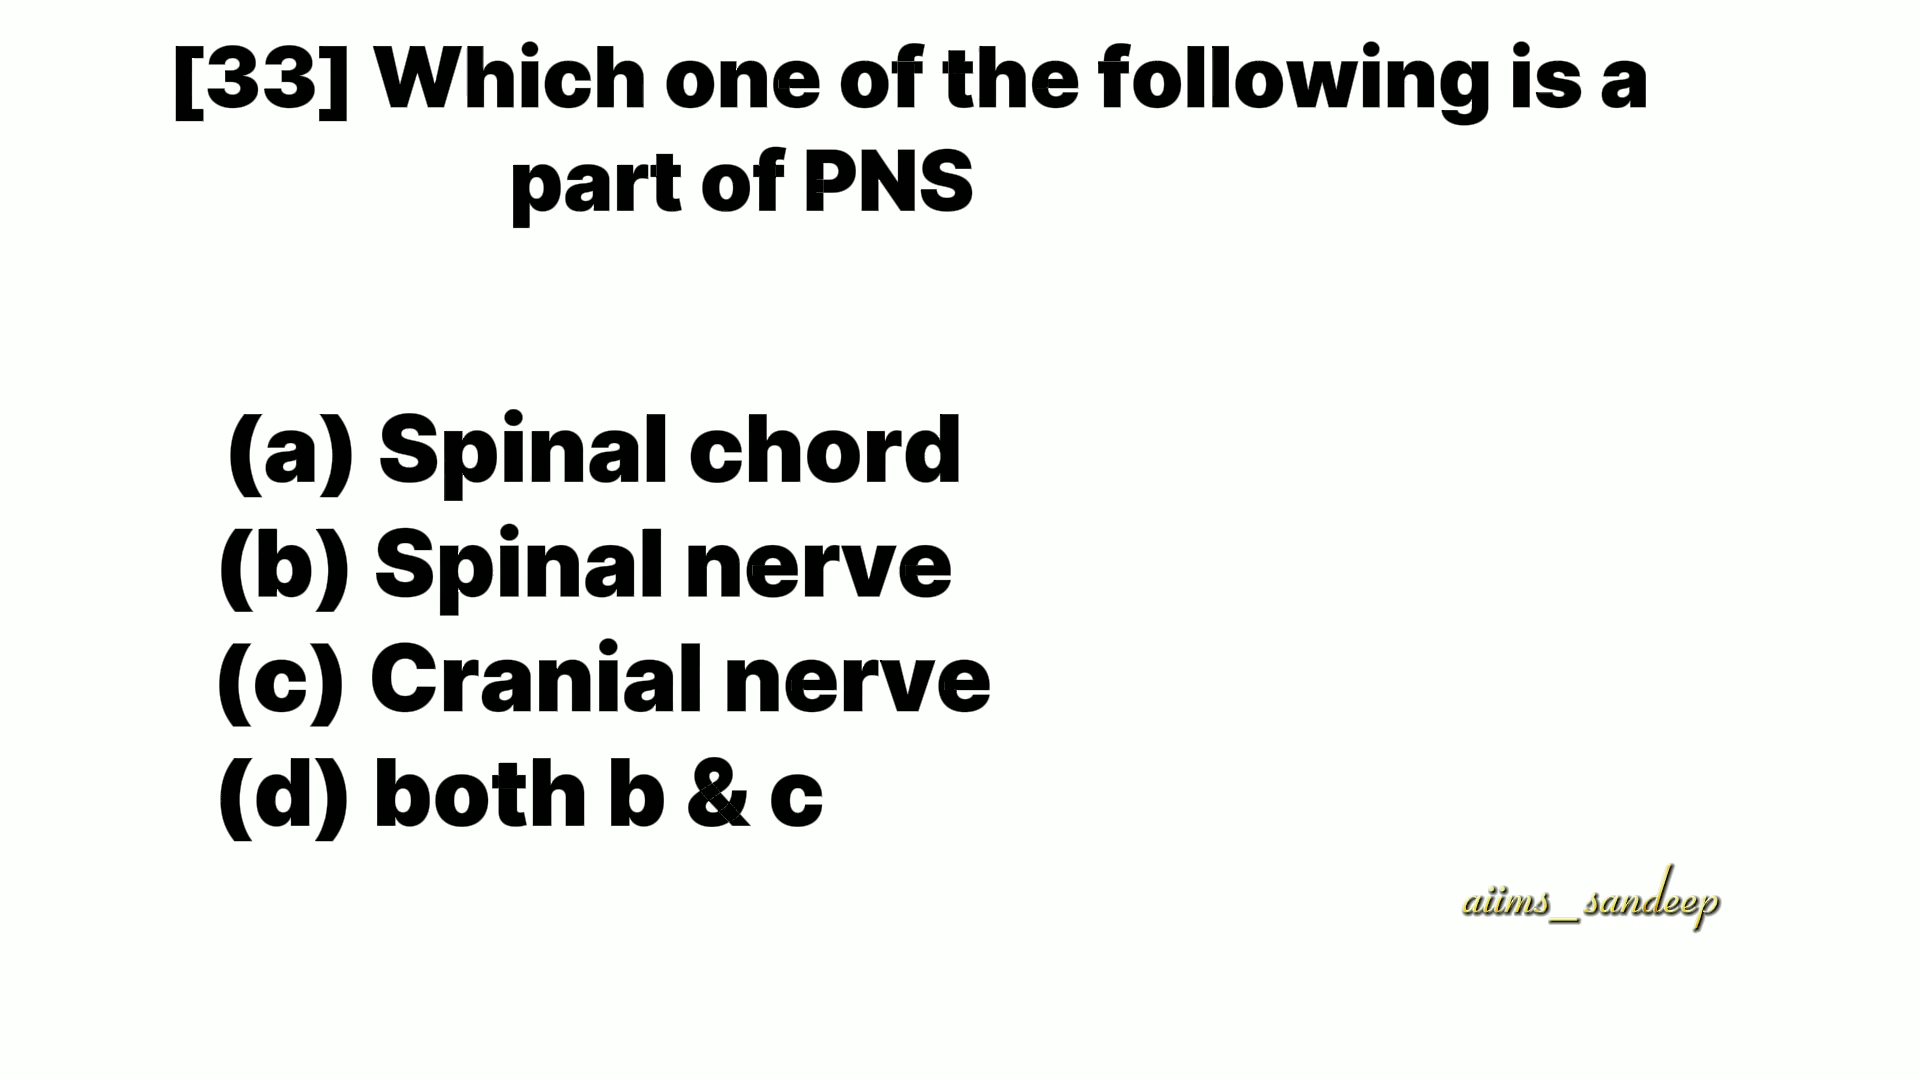 [33] Which one of the following is a
part of PNS
(a) Spinal chord
(b) Spinal nerve
(c) Cranial nerve
(d) both b & c
aiims_sandeep